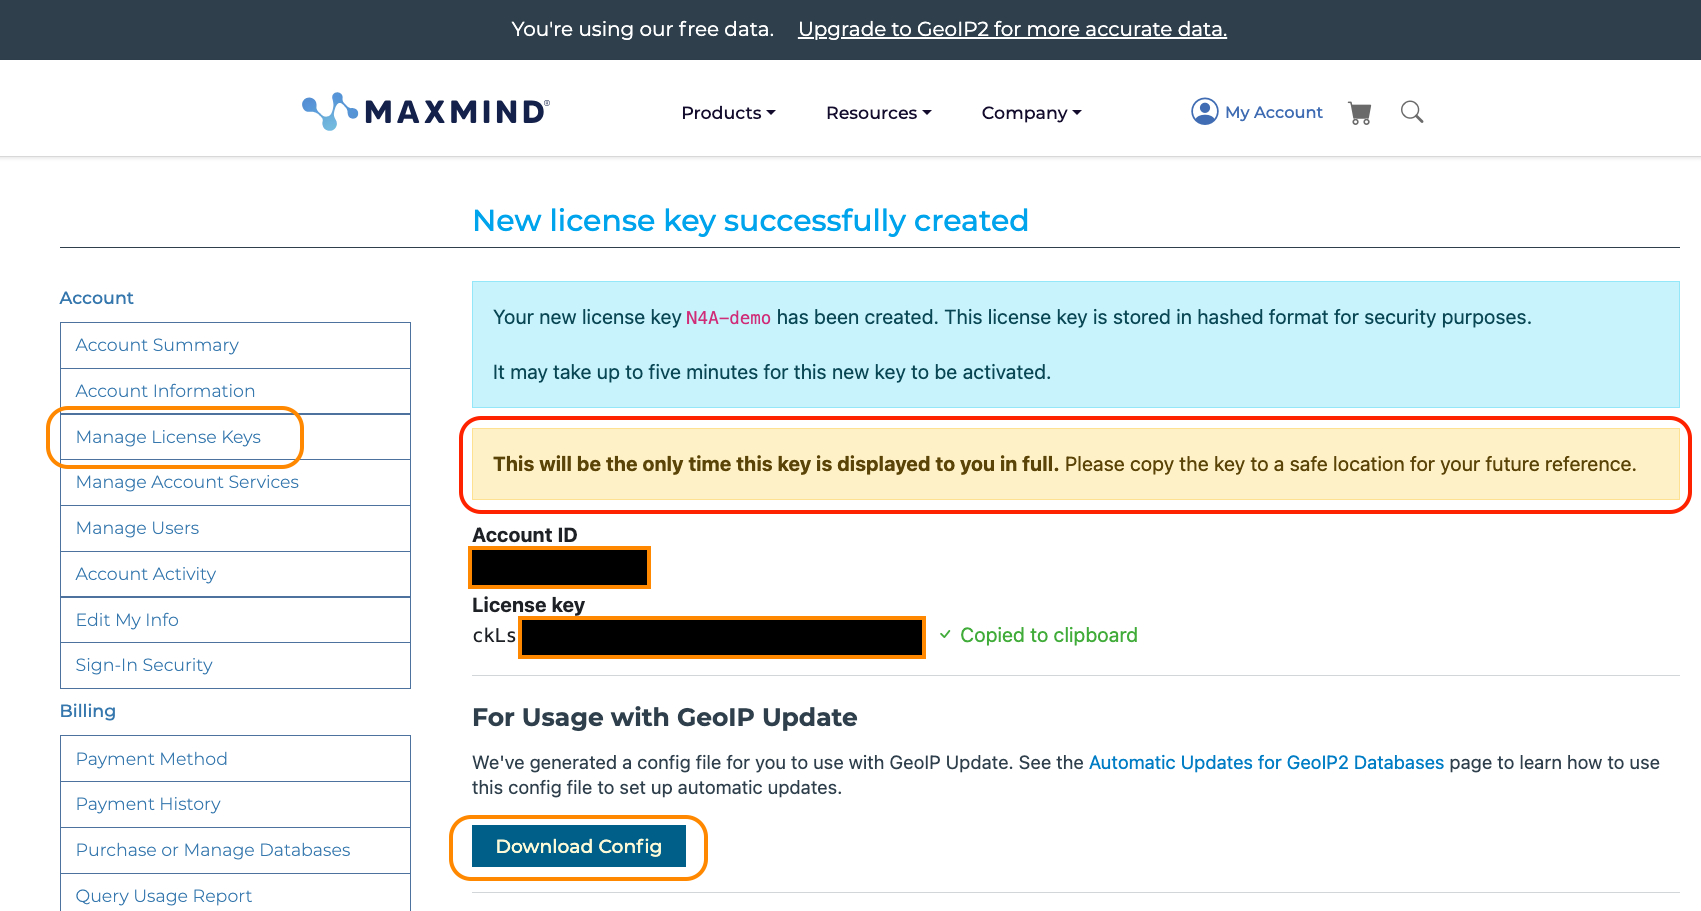 You're using our free data. Upgrade to GeoIP2 for more accurate data.
MAXMIND®
Products
Resources
Company
My Account
New license key successfully created
Account
Account Summary
Account Information
Manage License Keys
Manage Account Services
Manage Users
Account Activity
Edit My Info
Sign-In Security
Billing
Payment Method
Payment History
Purchase or Manage Databases
Query Usage Report
Your new license key N4A-demo has been created. This license key is stored in hashed format for security purposes.
It may take up to five minutes for this new key to be activated.
This will be the only time this key is displayed to you in full. Please copy the key to a safe location for your future reference.
Account ID
License key
ckLs
✓ Copied to clipboard
For Usage with GeoIP Update
We've generated a config file for you to use with GeoIP Update. See the Automatic Updates for GeoIP2 Databases page to learn how to use
this config file to set up automatic updates.
Download Config